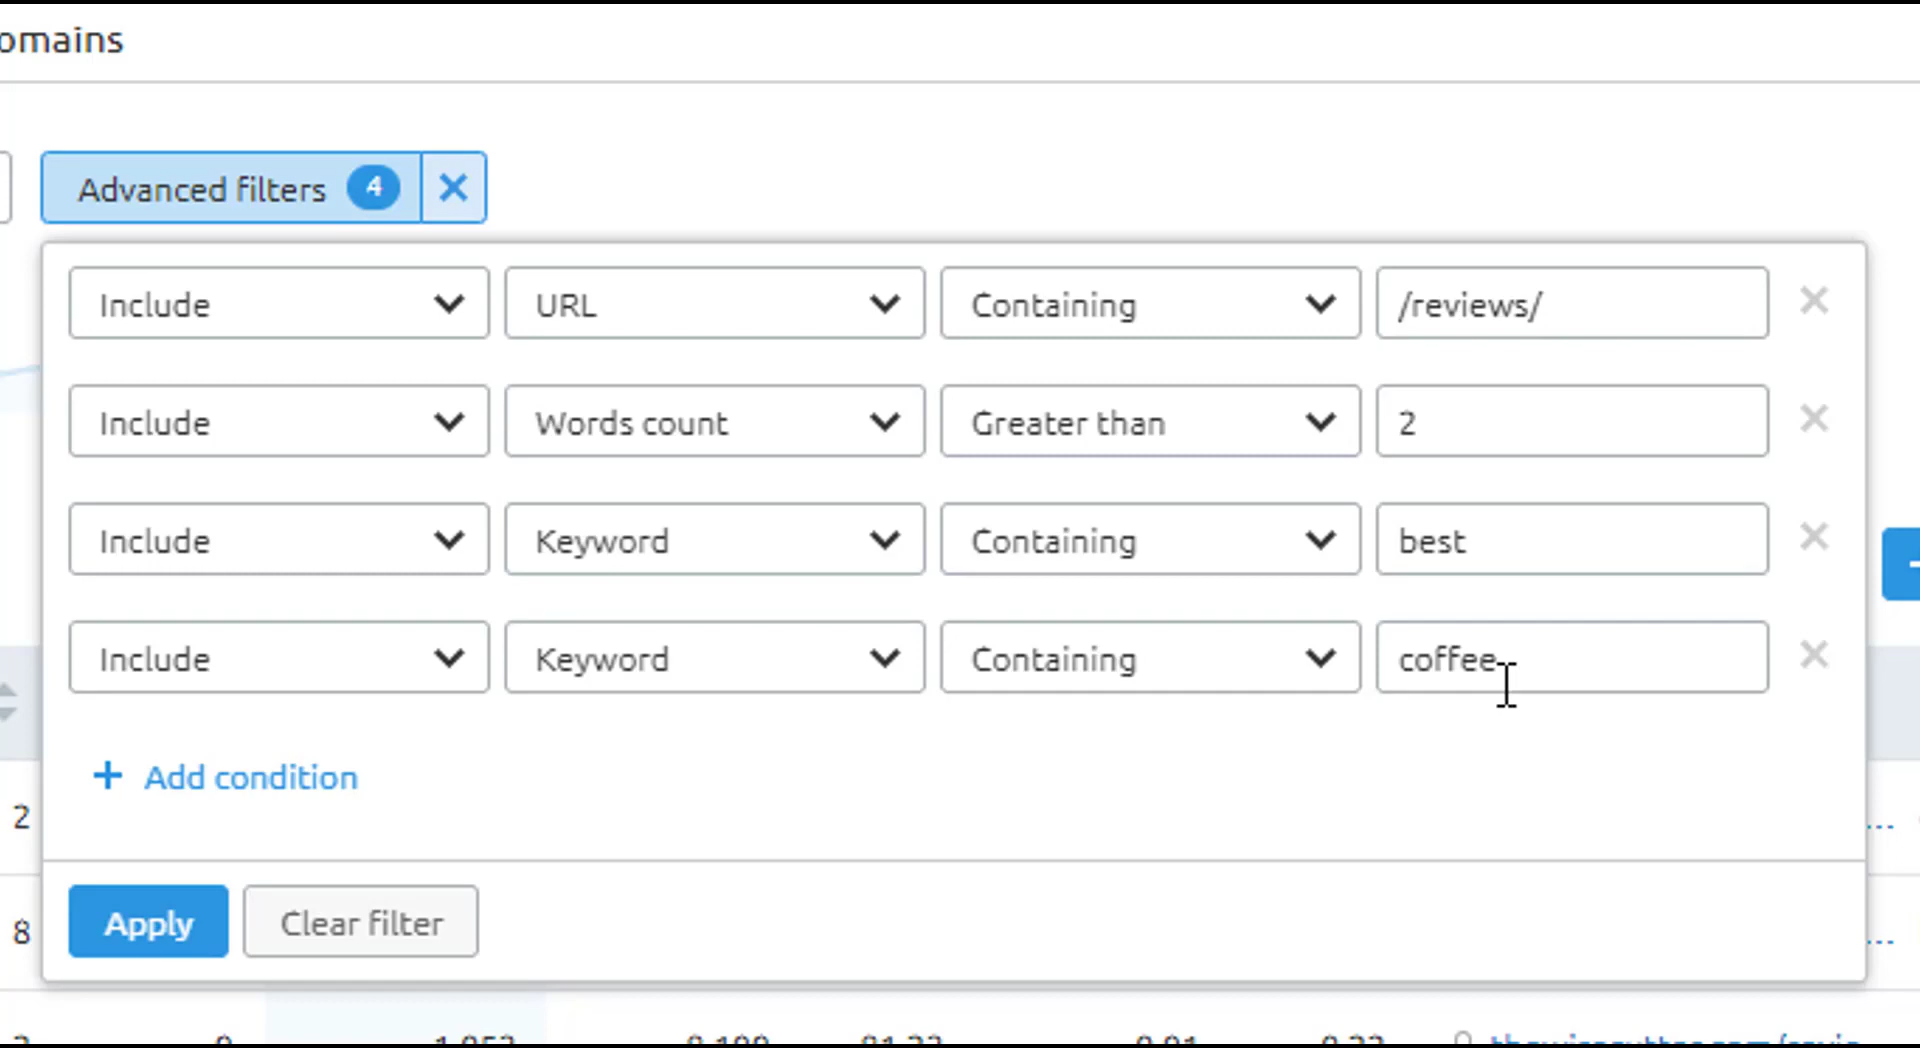 omains
Advanced filters 4
Include URL Containing /reviews/
Include Words count Greater than 2
Include Keyword Containing best
Include Keyword Containing coffee
+ Add condition
2 ...
Apply Clear filter
8 ...